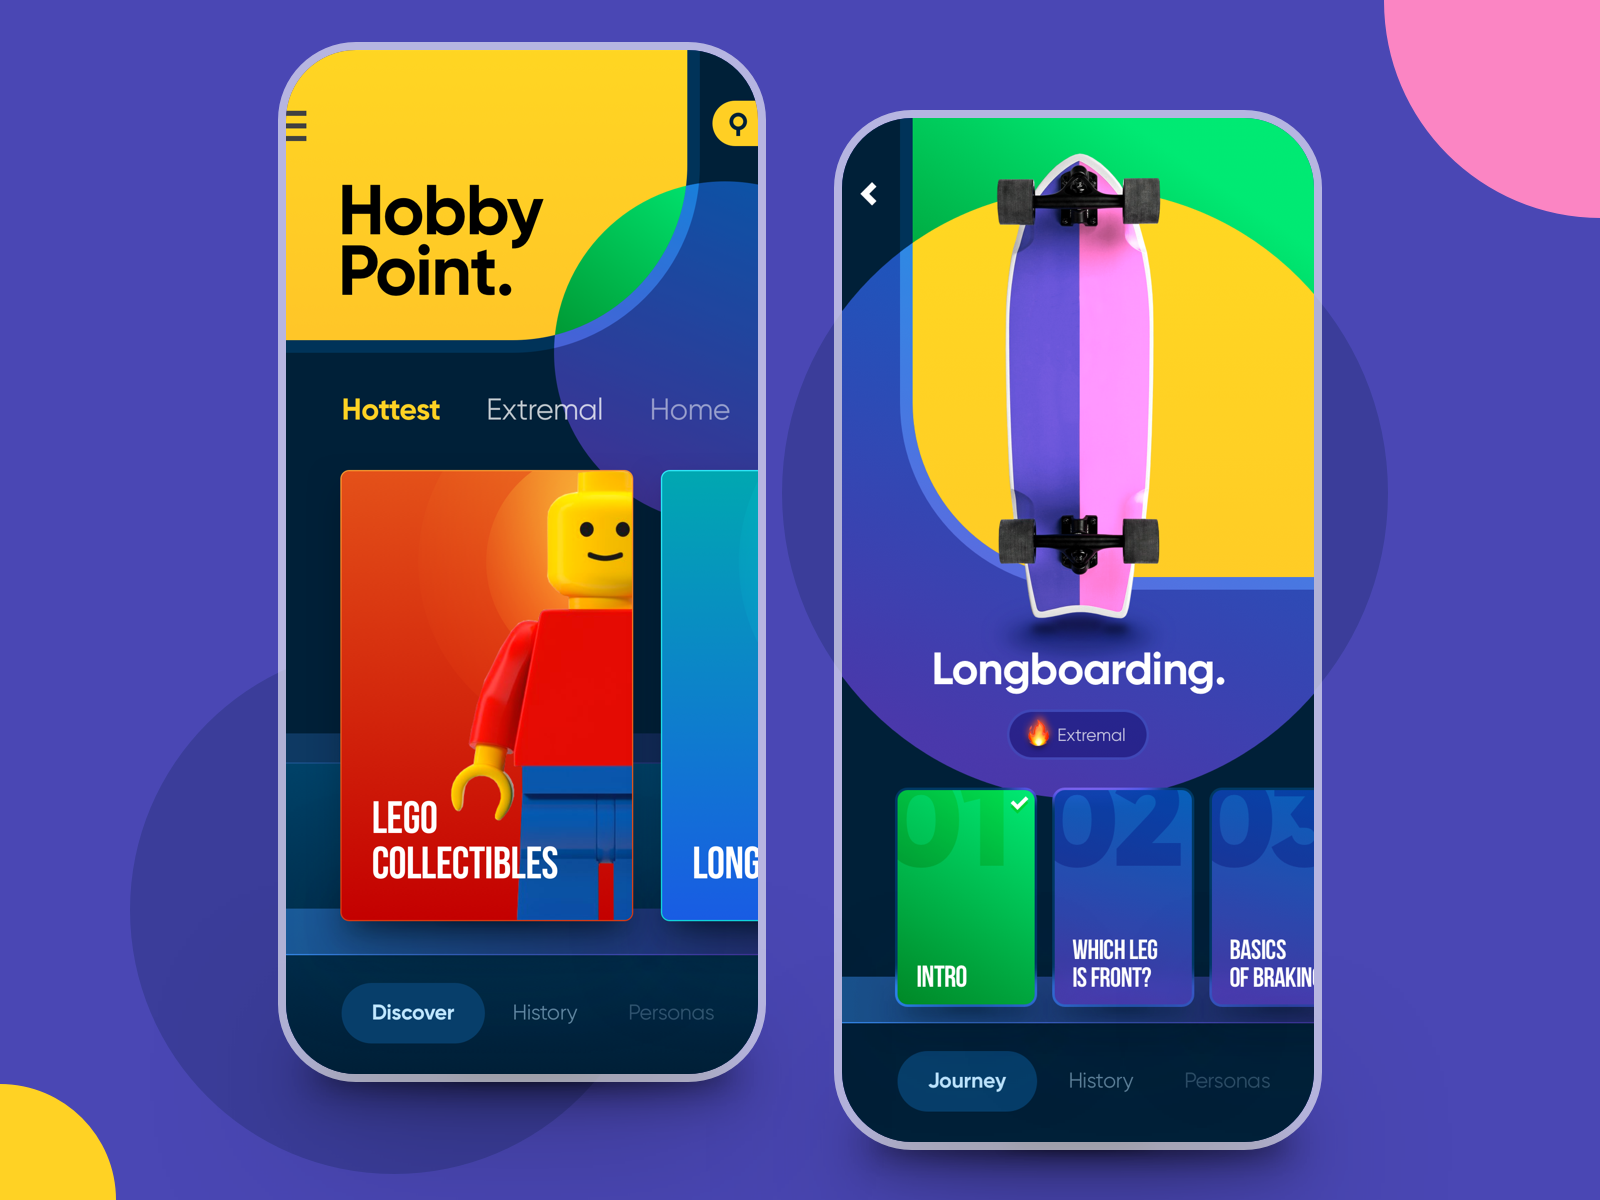 Hobby
Point.
Hottest Extremal Home
LEGO
COLLECTIBLES
LONG
Discover History Personas
Longboarding.
Extremal
01 02 03
INTRO
WHICH LEG
IS FRONT?
BASICS
OF BRAKING
Journey History Personas